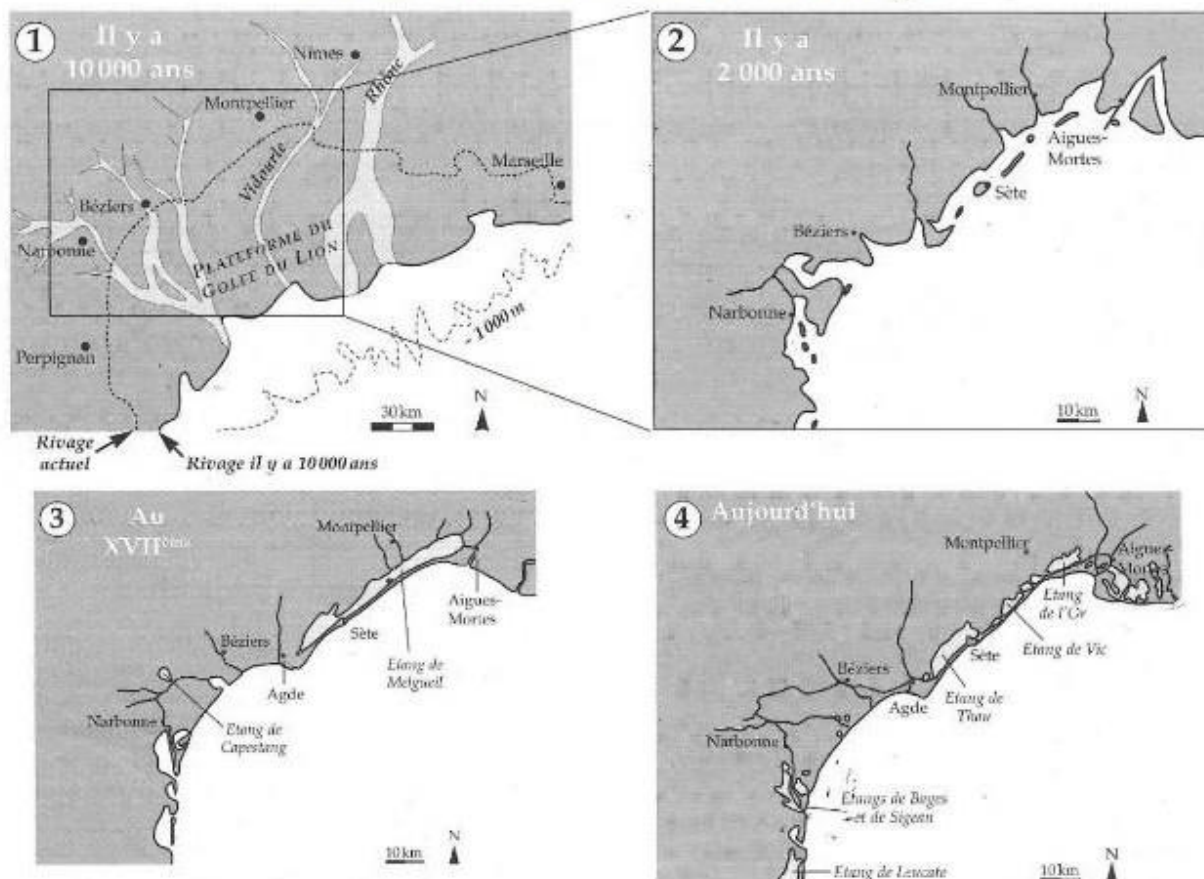 1
Il y a
10 000 ans
Nîmes
Rhône
Montpellier
Vidourle
Marseille
Béziers
Narbonne
PLATEFORME DU
GOLFE DU LION
- 1 000 m
Perpignan
30 km
N
Rivage
actuel
Rivage il y a 10 000 ans
2
Il y a
2 000 ans
Montpellier
Aigues-
Mortes
Sète
Béziers
Narbonne
N
10 km
3
Au
XVIIème
Montpellier
Aigues-
Mortes
Sète
Béziers
Etang de
Melgueil
Agde
Narbonne
Etang de
Capestang
10 km
N
4
Aujourd'hui
Montpellier
Aigues
Mortes
Etang
de l'Or
Sète
Etang de Vic
Béziers
Agde
Etang de
Thau
Narbonne
Etangs de Bages
et de Sigean
Etang de Leucate
10 km
N